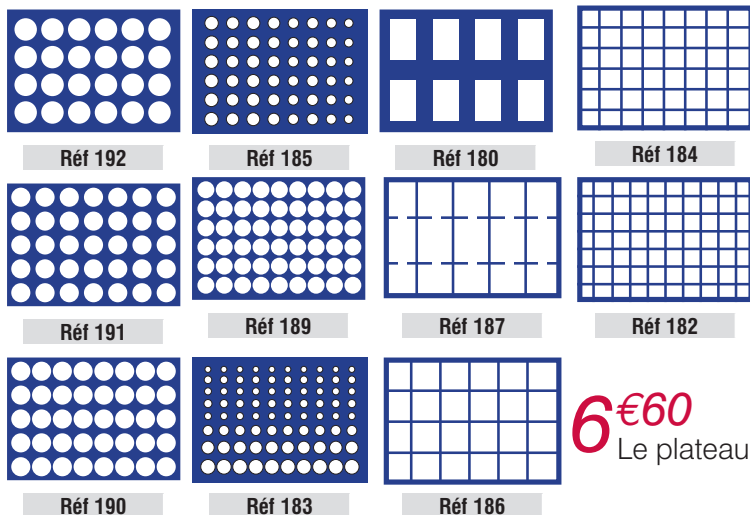 Réf 192
Réf 185
Réf 180
Réf 184
Réf 191
Réf 189
Réf 187
Réf 182
Réf 190
Réf 183
Réf 186
6€60
Le plateau